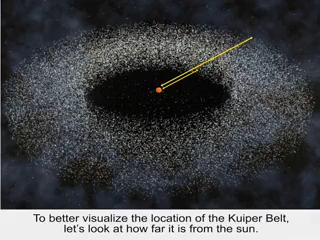 To better visualize the location of the Kuiper Belt,
let's look at how far it is from the sun.